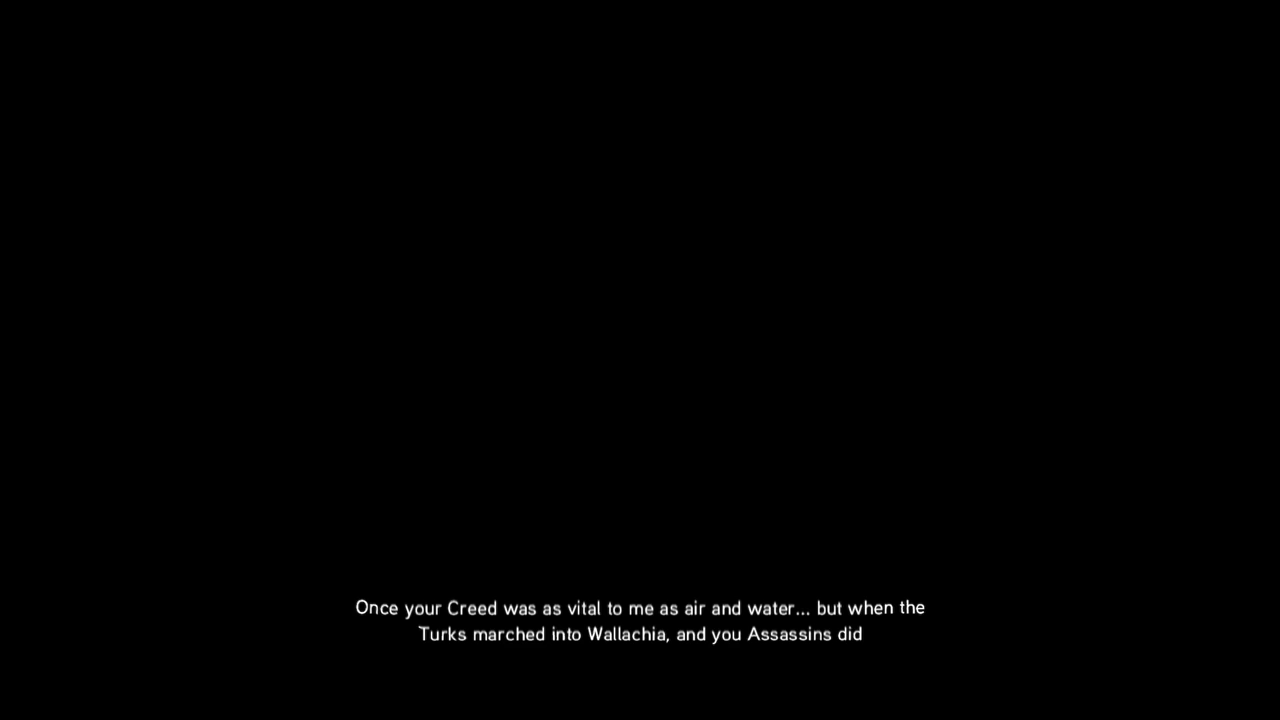 Once your Creed was as vital to me as air and water... but when the
Turks marched into Wallachia, and you Assassins did